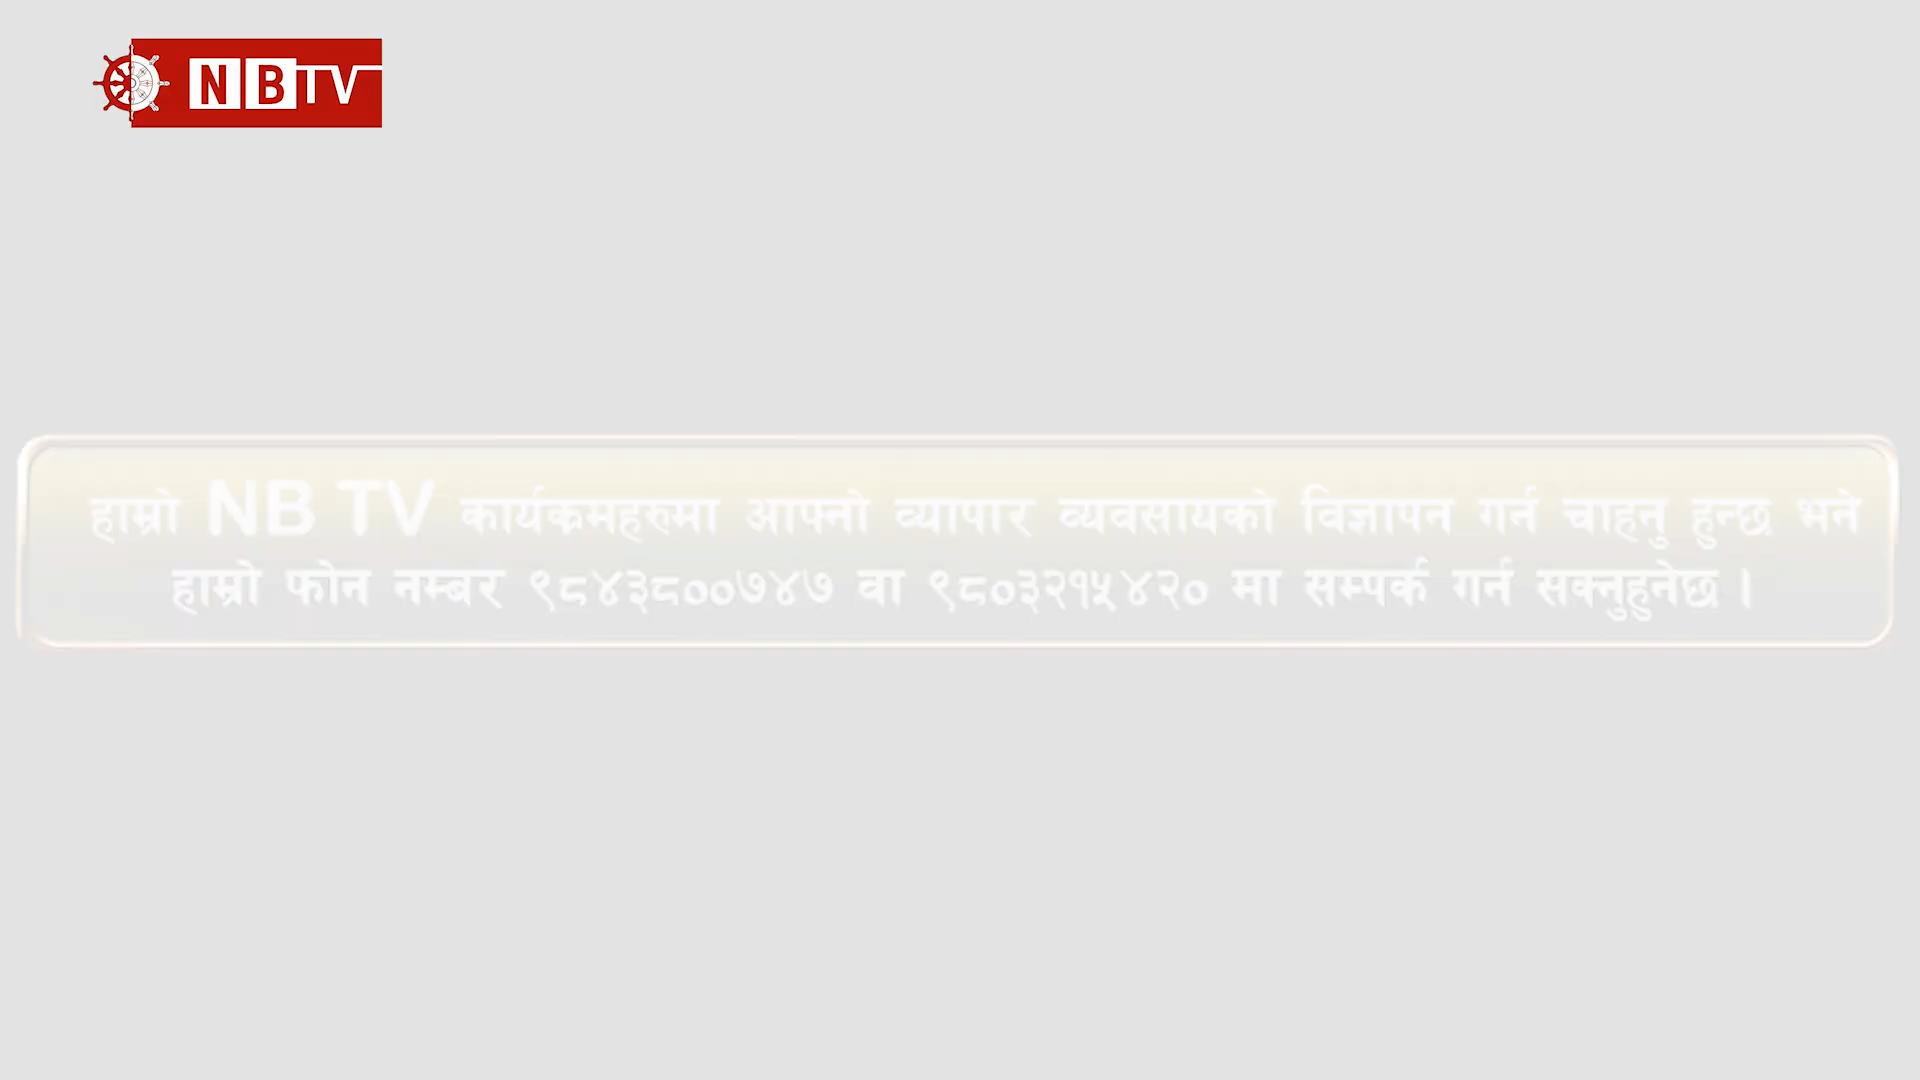 NBTV
हाम्रो NB TV कार्यक्रमहरुमा आफ्नो व्यापार व्यवसायको विज्ञापन गर्न चाहनु हुन्छ भने
हाम्रो फोन नम्बर ९८४३८००७४७ वा ९८०३२१५४२० मा सम्पर्क गर्न सक्नुहुनेछ ।